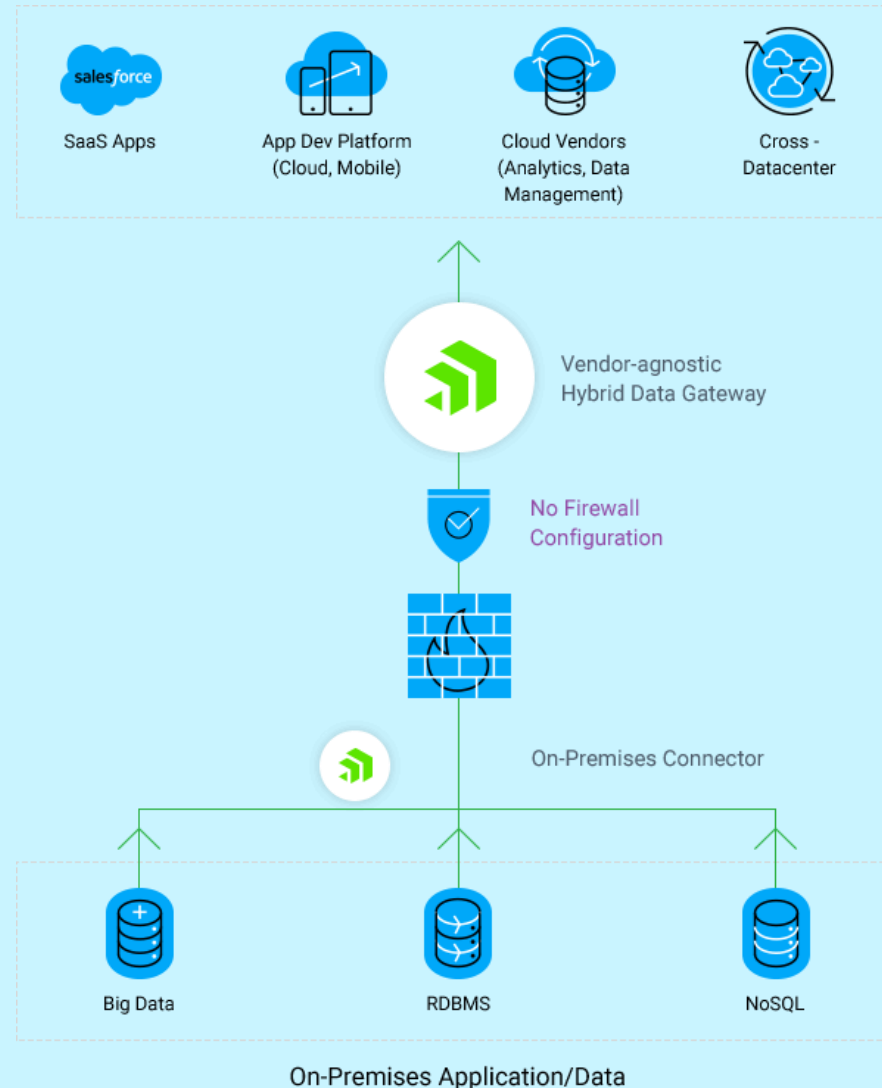 salesforce
SaaS Apps
App Dev Platform
(Cloud, Mobile)
Cloud Vendors
(Analytics, Data
Management)
Cross -
Datacenter
Vendor-agnostic
Hybrid Data Gateway
No Firewall
Configuration
On-Premises Connector
Big Data
RDBMS
NoSQL
On-Premises Application/Data